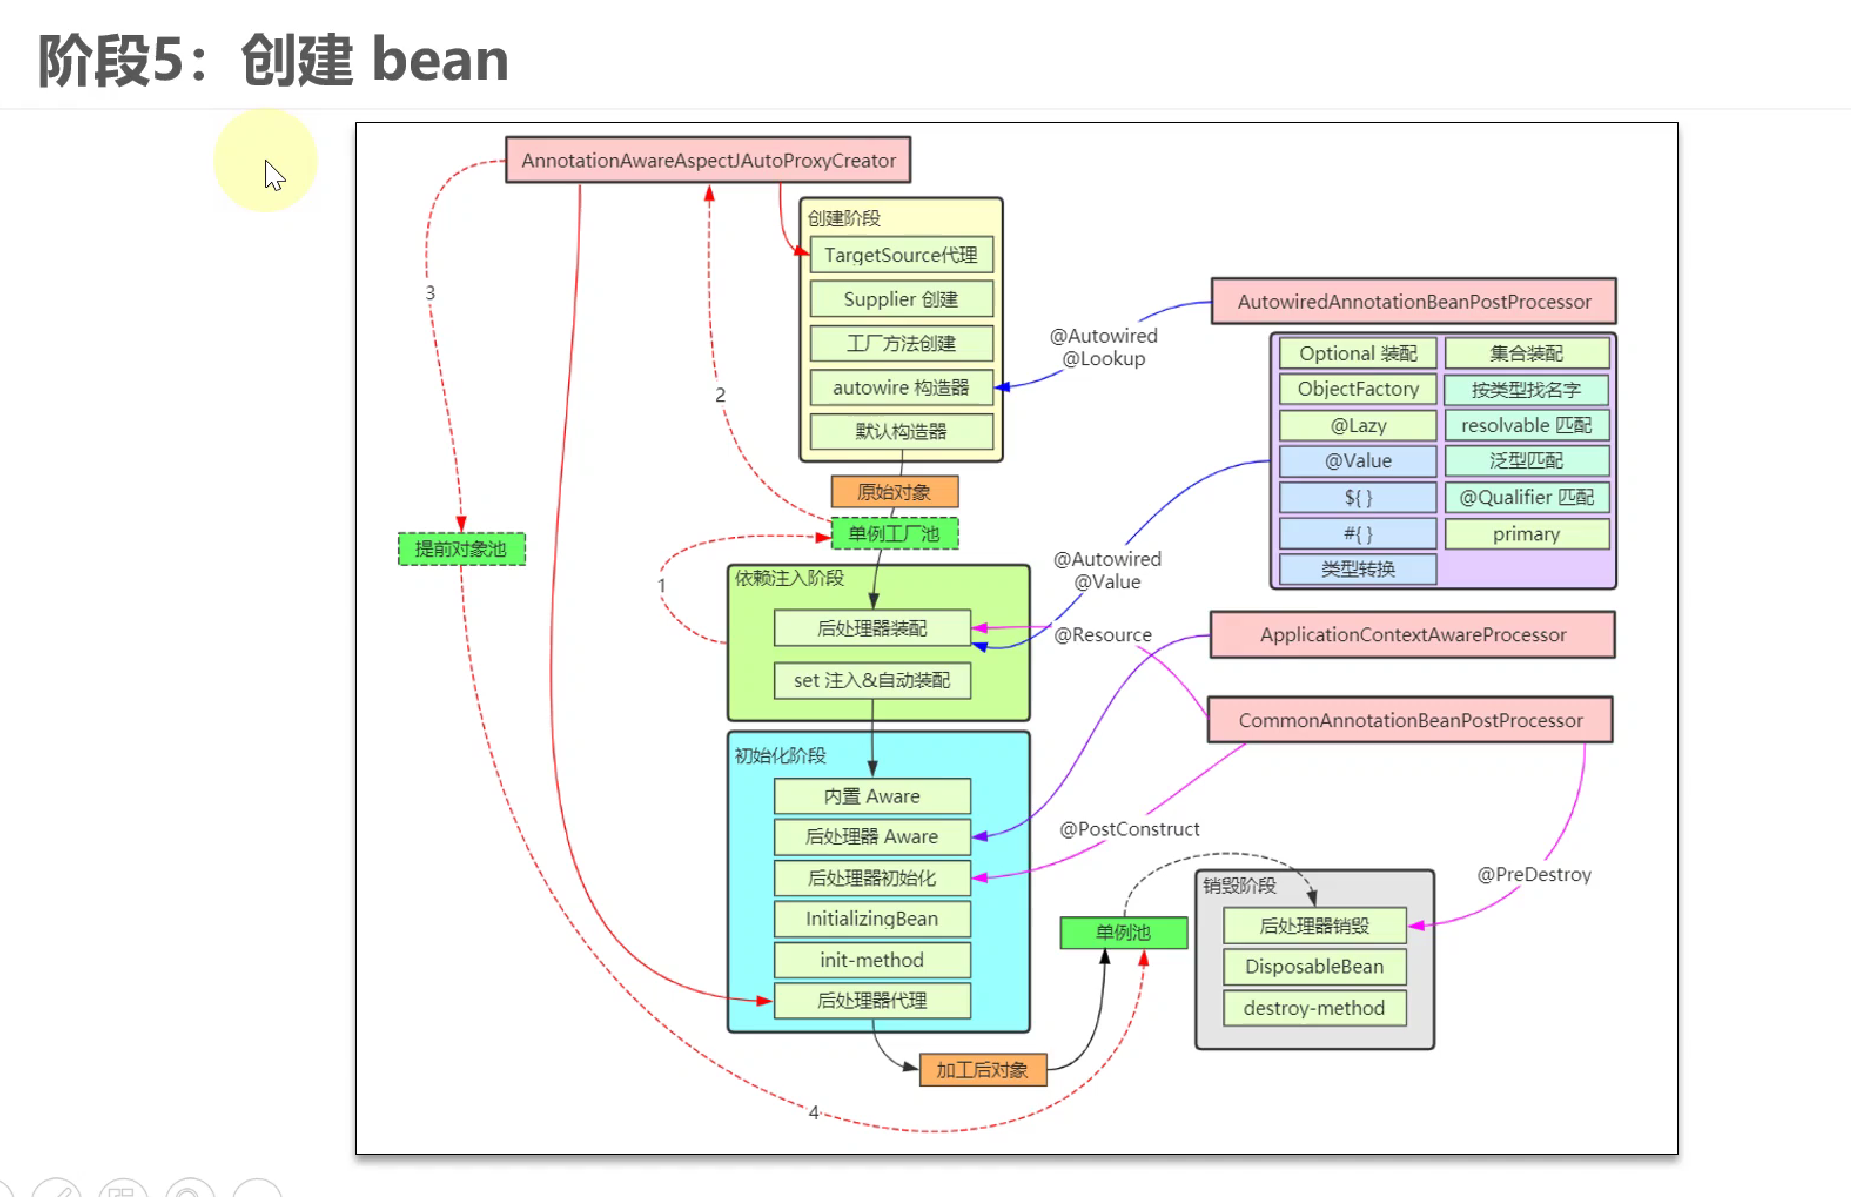 阶段5：创建 bean
AnnotationAwareAspectJAutoProxyCreator
创建阶段
TargetSource代理
Supplier 创建
工厂方法创建
autowire 构造器
默认构造器
原始对象
单例工厂池
3
2
1
4
提前对象池
@Autowired
@Lookup
AutowiredAnnotationBeanPostProcessor
Optional 装配
集合装配
ObjectFactory
按类型找名字
@Lazy
resolvable 匹配
@Value
泛型匹配
${ }
@Qualifier 匹配
#{ }
primary
类型转换
依赖注入阶段
后处理器装配
set 注入&自动装配
@Autowired
@Value
@Resource
ApplicationContextAwareProcessor
CommonAnnotationBeanPostProcessor
初始化阶段
内置 Aware
后处理器 Aware
后处理器初始化
InitializingBean
init-method
后处理器代理
@PostConstruct
@PreDestroy
加工后对象
单例池
销毁阶段
后处理器销毁
DisposableBean
destroy-method